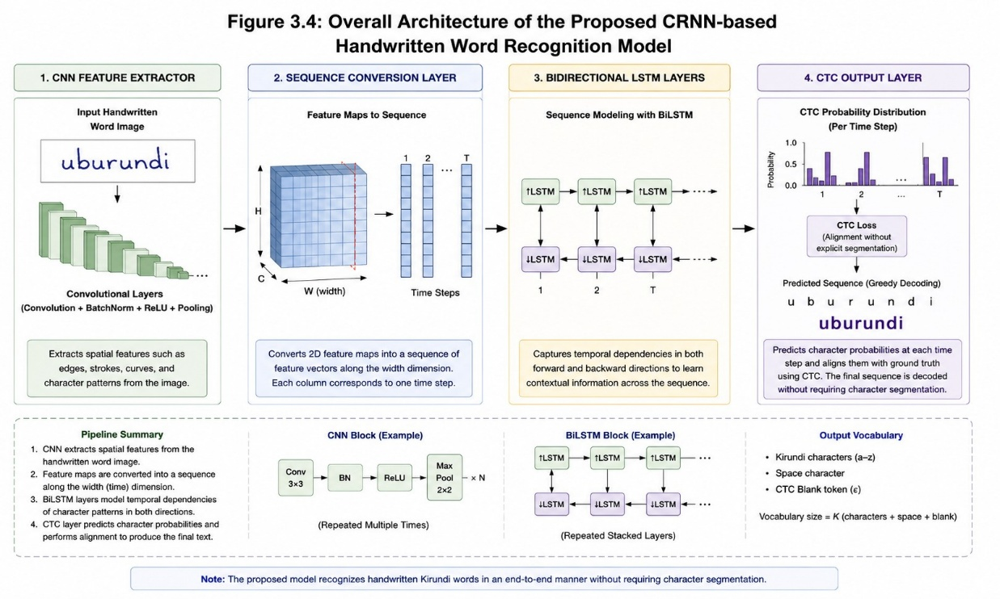 Figure 3.4: Overall Architecture of the Proposed CRNN-based
Handwritten Word Recognition Model
1. CNN FEATURE EXTRACTOR
Input Handwritten
Word Image
uburundi
Convolutional Layers
(Convolution + BatchNorm + ReLU + Pooling)
Extracts spatial features such as
edges, strokes, curves, and
character patterns from the image.
2. SEQUENCE CONVERSION LAYER
Feature Maps to Sequence
H
C
W (width)
1 2 ... T
Time Steps
Converts 2D feature maps into a sequence of
feature vectors along the width dimension.
Each column corresponds to one time step.
3. BIDIRECTIONAL LSTM LAYERS
Sequence Modeling with BiLSTM
↑LSTM ↑LSTM ↑LSTM
↓LSTM ↓LSTM ↓LSTM
1 2 T
Captures temporal dependencies in both
forward and backward directions to learn
contextual information across the sequence.
4. CTC OUTPUT LAYER
CTC Probability Distribution
(Per Time Step)
Probability
1.0
0.5
0.0
1 2 ... T
CTC Loss
(Alignment without
explicit segmentation)
Predicted Sequence (Greedy Decoding)
u b u r u n d i
uburundi
Predicts character probabilities at each time
step and aligns them with ground truth
using CTC. The final sequence is decoded
without requiring character segmentation.
Pipeline Summary
1. CNN extracts spatial features from the
handwritten word image.
2. Feature maps are converted into a sequence
along the width (time) dimension.
3. BiLSTM layers model temporal dependencies
of character patterns in both directions.
4. CTC layer predicts character probabilities and
performs alignment to produce the final text.
CNN Block (Example)
Conv
3×3
BN
ReLU
Max
Pool
2×2
× N
(Repeated Multiple Times)
BiLSTM Block (Example)
↑LSTM ↑LSTM ↑LSTM ...
↓LSTM ↓LSTM ↓LSTM ...
(Repeated Stacked Layers)
Output Vocabulary
• Kirundi characters (a–z)
• Space character
• CTC Blank token (ε)
Vocabulary size = K (characters + space + blank)
Note: The proposed model recognizes handwritten Kirundi words in an end-to-end manner without requiring character segmentation.